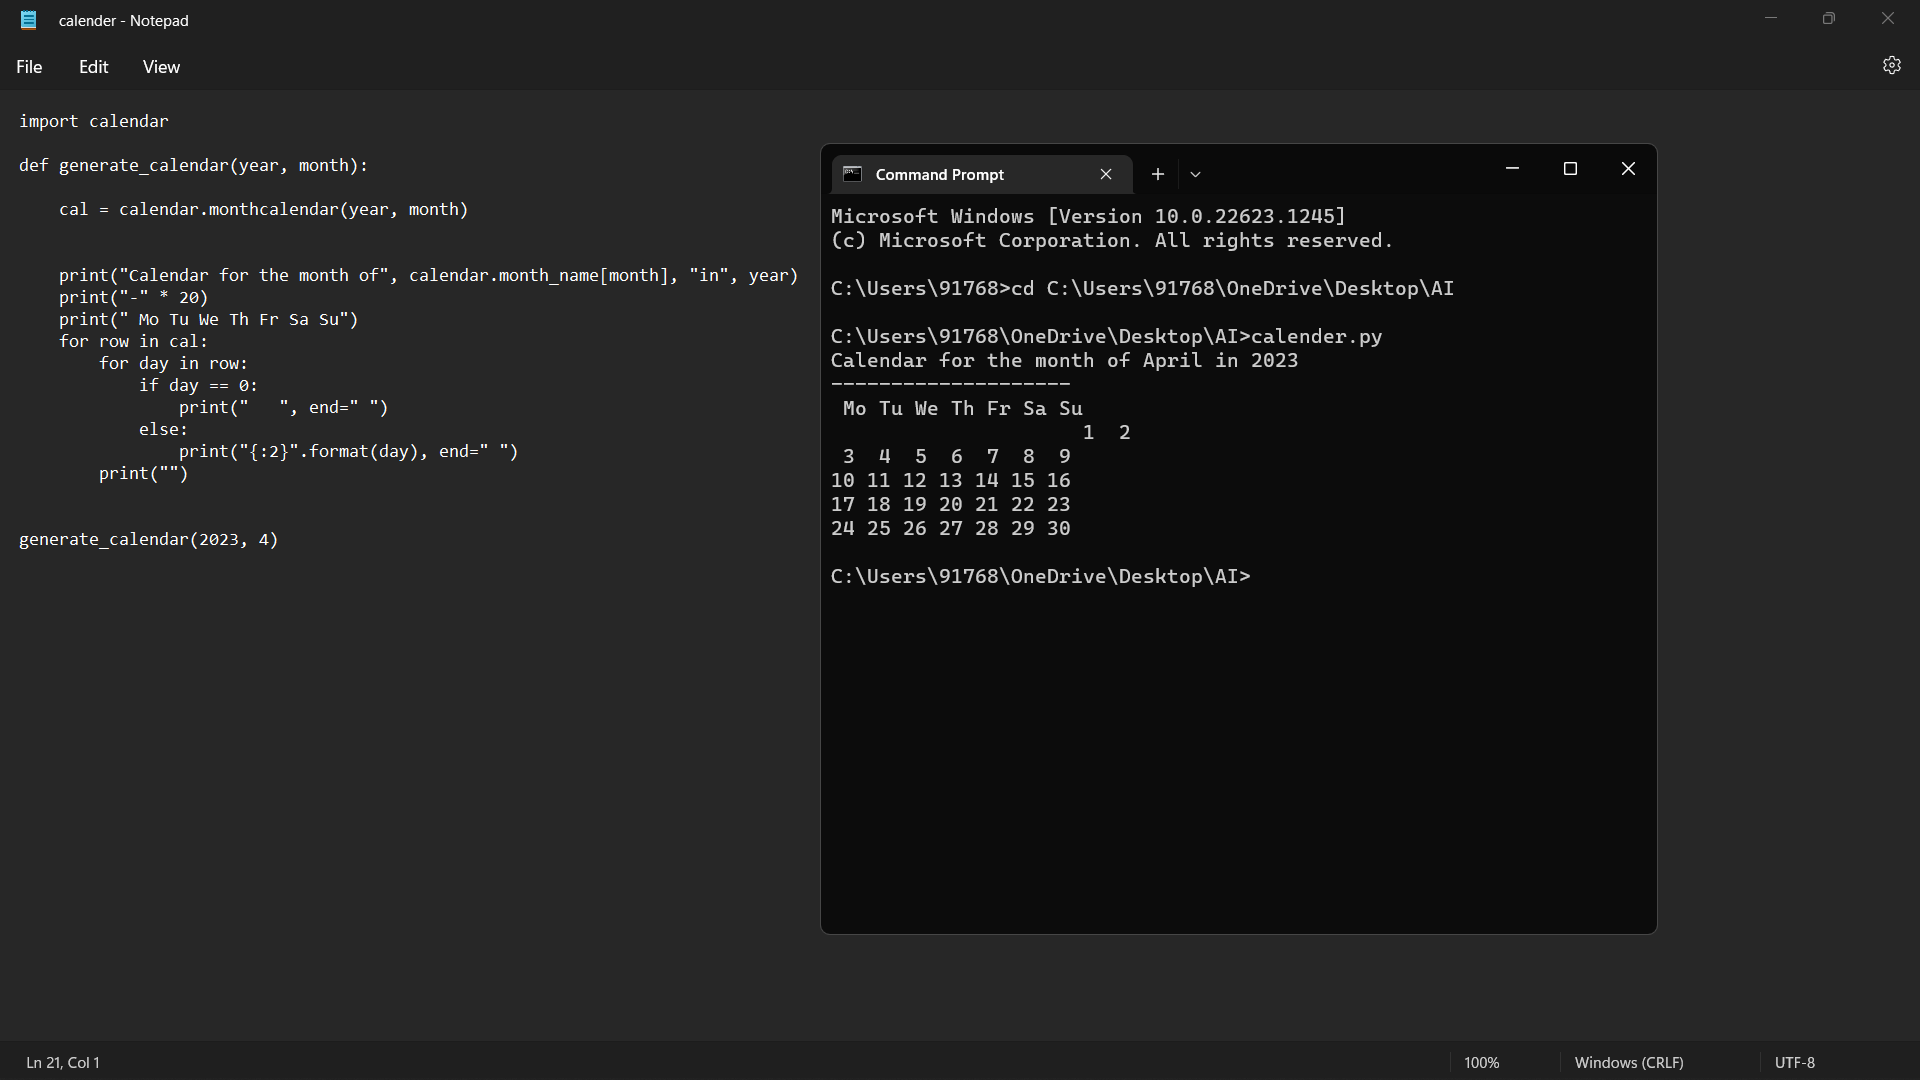 calender - Notepad
File Edit View
import calendar
def generate_calendar(year, month):
    cal = calendar.monthcalendar(year, month)
    print("Calendar for the month of", calendar.month_name[month], "in", year)
    print("-" * 20)
    print(" Mo Tu We Th Fr Sa Su")
    for row in cal:
        for day in row:
            if day == 0:
                print("   ", end=" ")
            else:
                print("{:2}".format(day), end=" ")
        print("")
generate_calendar(2023, 4)
Command Prompt
Microsoft Windows [Version 10.0.22623.1245]
(c) Microsoft Corporation. All rights reserved.
C:\Users\91768>cd C:\Users\91768\OneDrive\Desktop\AI
C:\Users\91768\OneDrive\Desktop\AI>calender.py
Calendar for the month of April in 2023
--------------------
 Mo Tu We Th Fr Sa Su
                     1  2
 3  4  5  6  7  8  9
10 11 12 13 14 15 16
17 18 19 20 21 22 23
24 25 26 27 28 29 30
C:\Users\91768\OneDrive\Desktop\AI>
Ln 21, Col 1 100% Windows (CRLF) UTF-8